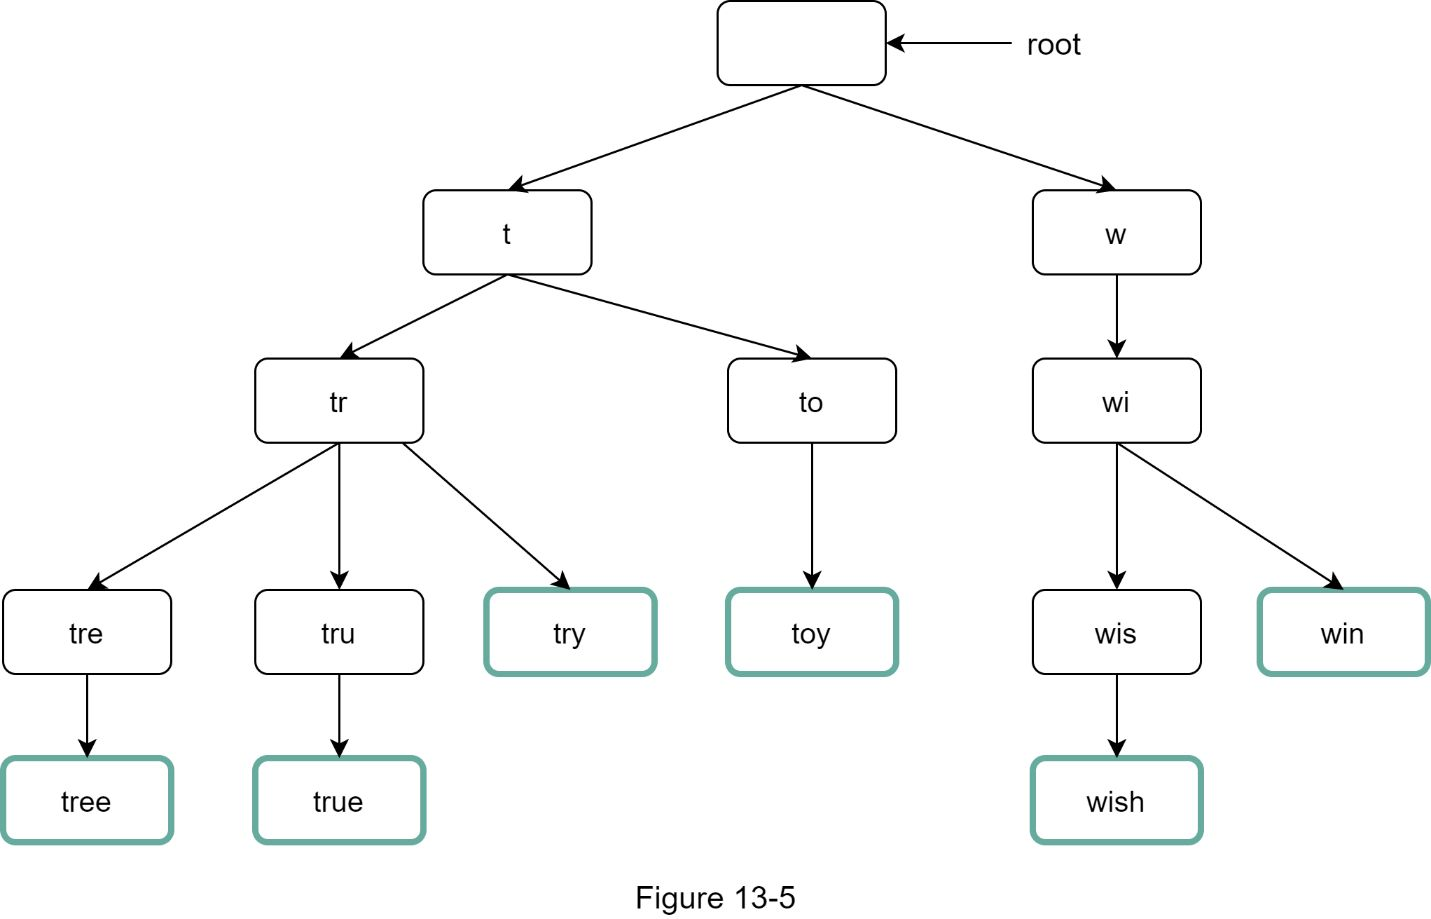 root
t
w
tr
to
wi
tre
tru
try
toy
wis
win
tree
true
wish
Figure 13-5